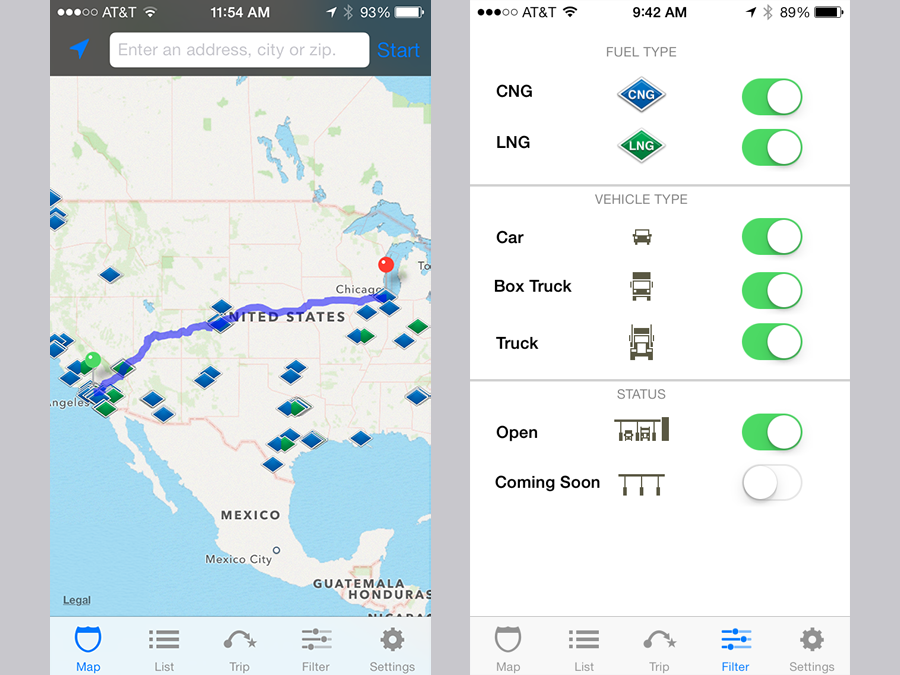 AT&T 11:54 AM 93%
Enter an address, city or zip. Start
To
Chicago
UNITED STATES
Angeles
MEXICO
Mexico City
GUATEMALA
HONDURAS
NICARAGUA
Legal
Map List Trip Filter Settings
AT&T 9:42 AM 89%
FUEL TYPE
CNG CNG
LNG LNG
VEHICLE TYPE
Car
Box Truck
Truck
STATUS
Open
Coming Soon
Map List Trip Filter Settings